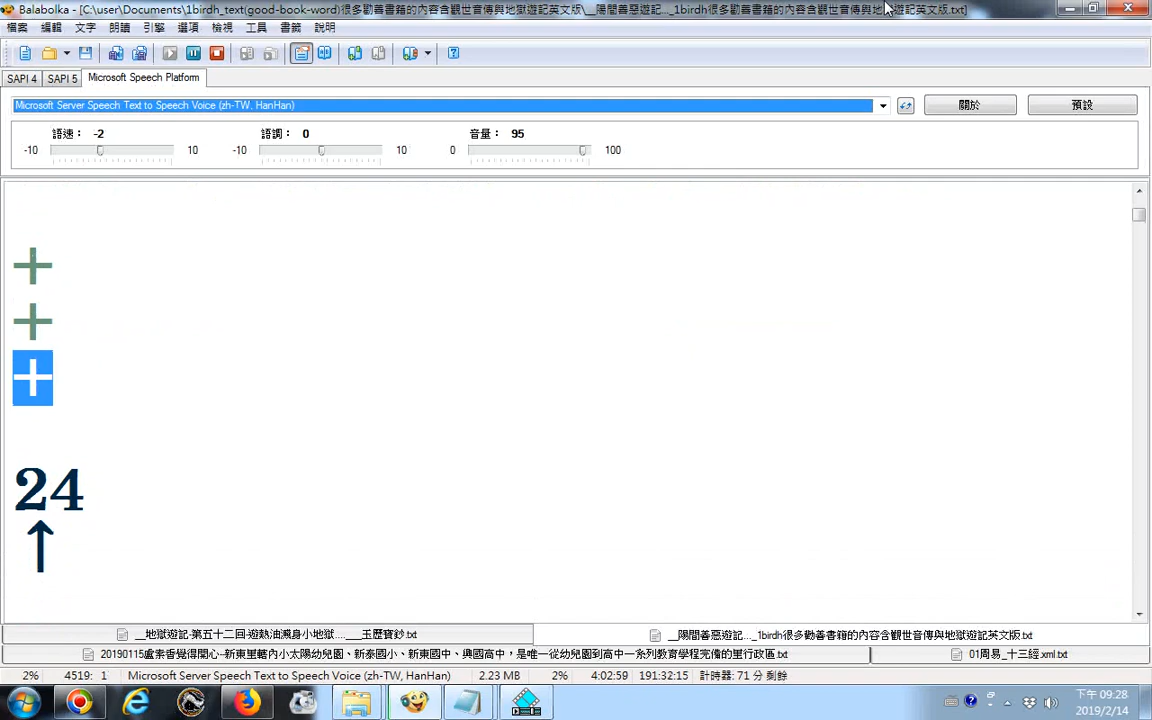 Balabolka - [C:\user\Documents\1birdh_text(good-book-word)很多勸善書籍的內容含觀世音傳與地獄遊記英文版\__陽間善惡遊記..._1birdh很多勸善書籍的內容含觀世音傳與地獄遊記英文版.txt]
檔案 編輯 文字 朗讀 引擎 選項 檢視 工具 書籤 說明
SAPI 4 SAPI 5 Microsoft Speech Platform
Microsoft Server Speech Text to Speech Voice (zh-TW, HanHan) 關於 預設
語速： -2 語調： 0 音量： 95
-10 10 -10 10 0 100
+
+
+
24
↑
__地獄遊記-第五十二回-遊熱油濺身小地獄....___玉歷寶鈔.txt __陽間善惡遊記..._1birdh很多勸善書籍的內容含觀世音傳與地獄遊記英文版.txt
20190115盧素香覺得開心--新東里轄內小太陽幼兒園、新泰國小、新東國中、興國高中，是唯一從幼兒園到高中一系列教育學程完備的里行政區.txt 01周易_十三經.xml.txt
2% 4519: 1 Microsoft Server Speech Text to Speech Voice (zh-TW, HanHan) 2.23 MB 2% 4:02:59 191:32:15 計時器: 71 分 剩餘
下午 09:28
2019/2/14